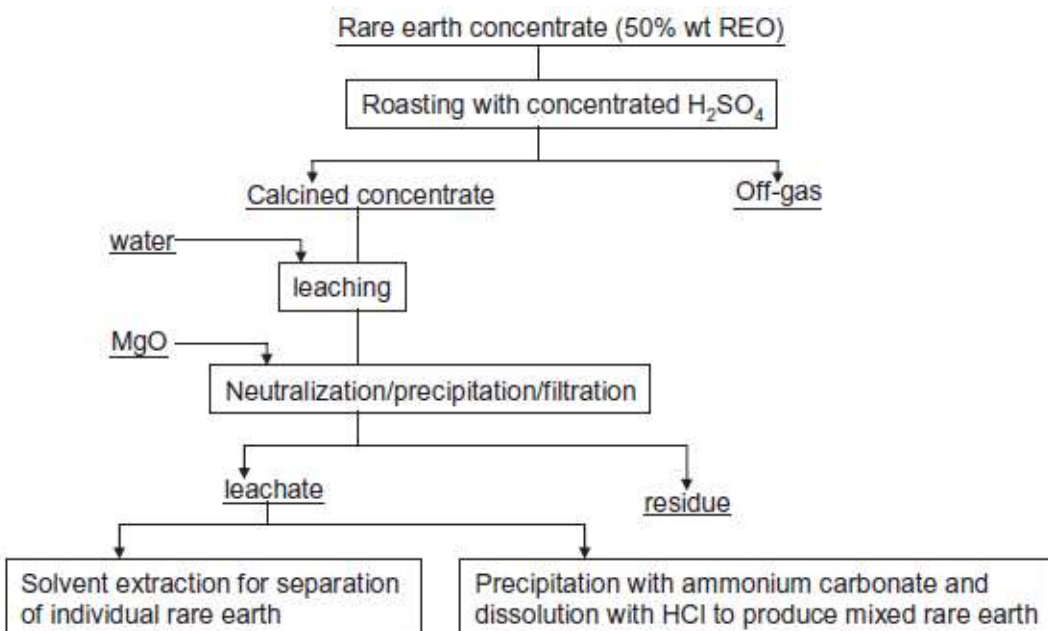 Rare earth concentrate (50% wt REO)
Roasting with concentrated H₂SO₄
Calcined concentrate
Off-gas
water
leaching
MgO
Neutralization/precipitation/filtration
leachate
residue
Solvent extraction for separation
of individual rare earth
Precipitation with ammonium carbonate and
dissolution with HCl to produce mixed rare earth